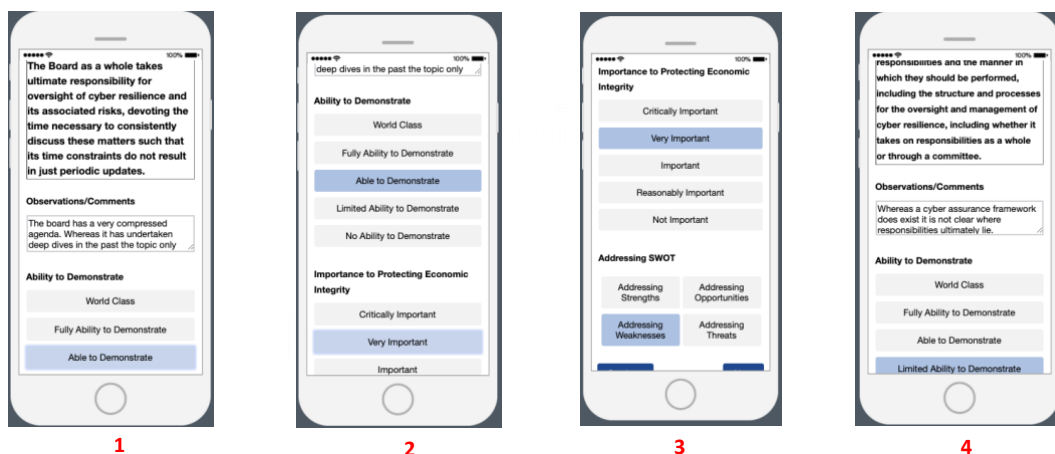 100%
The Board as a whole takes
ultimate responsibility for
oversight of cyber resilience and
its associated risks, devoting the
time necessary to consistently
discuss these matters such that
its time constraints do not result
in just periodic updates.
Observations/Comments
The board has a very compressed
agenda. Whereas it has undertaken
deep dives in the past the topic only
Ability to Demonstrate
World Class
Fully Ability to Demonstrate
Able to Demonstrate
1
100%
deep dives in the past the topic only
Ability to Demonstrate
World Class
Fully Ability to Demonstrate
Able to Demonstrate
Limited Ability to Demonstrate
No Ability to Demonstrate
Importance to Protecting Economic
Integrity
Critically Important
Very Important
Important
2
100%
Importance to Protecting Economic
Integrity
Critically Important
Very Important
Important
Reasonably Important
Not Important
Addressing SWOT
Addressing
Strengths
Addressing
Opportunities
Addressing
Weaknesses
Addressing
Threats
3
100%
responsibilities and the manner in
which they should be performed,
including the structure and processes
for the oversight and management of
cyber resilience, including whether it
takes on responsibilities as a whole
or through a committee.
Observations/Comments
Whereas a cyber assurance framework
does exist it is not clear where
responsibilities ultimately lie.
Ability to Demonstrate
World Class
Fully Ability to Demonstrate
Able to Demonstrate
Limited Ability to Demonstrate
4